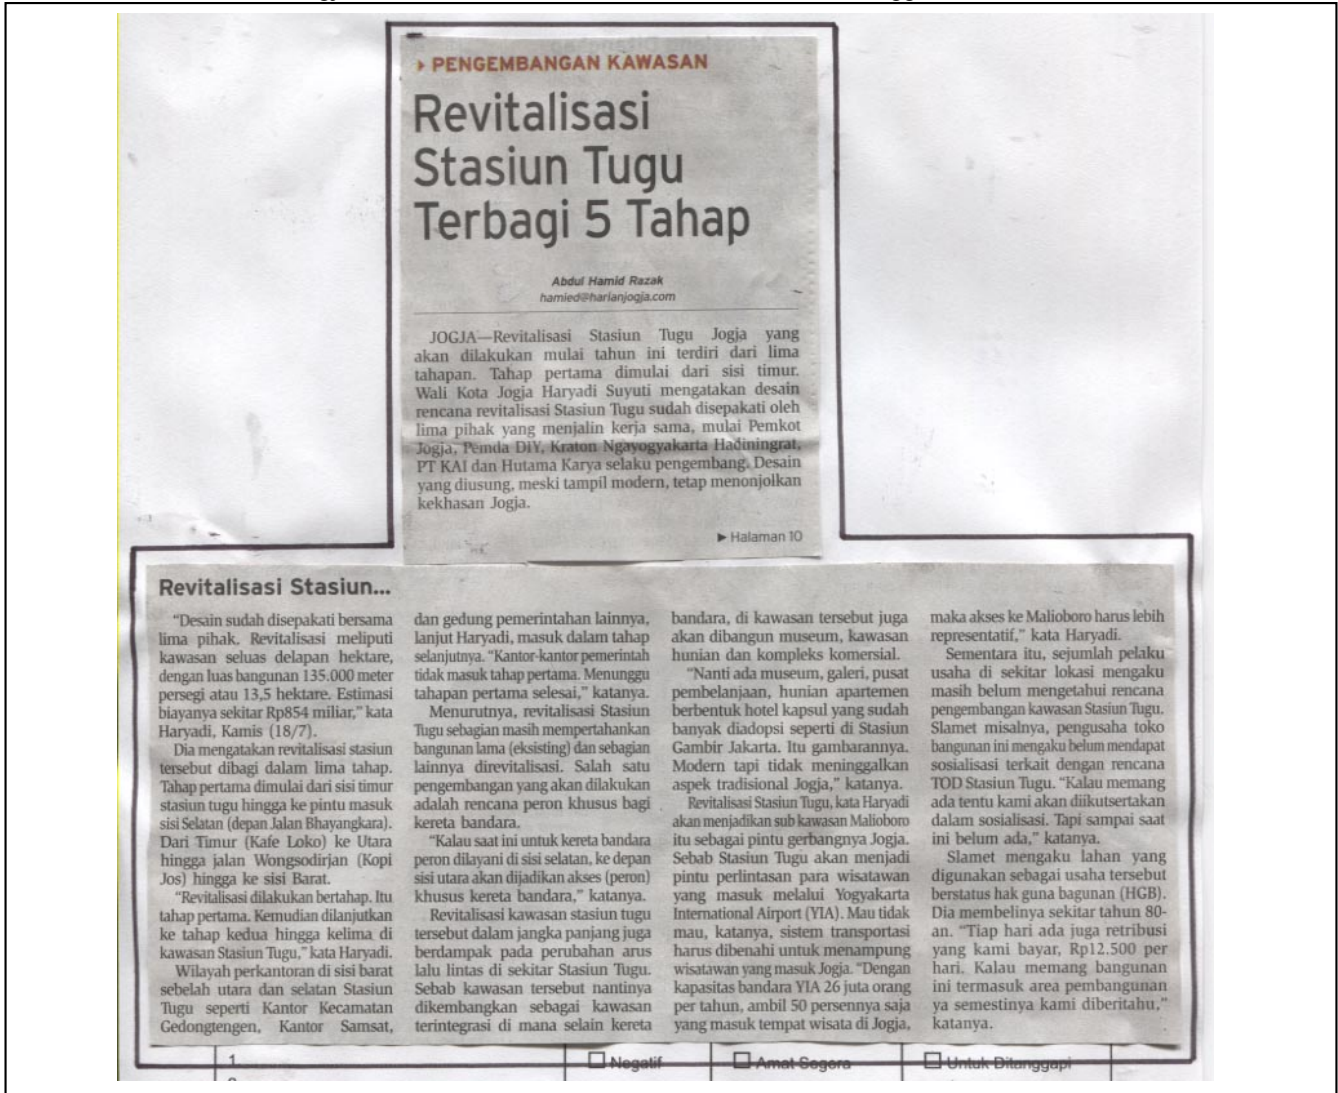 PENGEMBANGAN KAWASAN
Revitalisasi
Stasiun Tugu
Terbagi 5 Tahap
Abdul Hamid Razak
hamied@harianjogja.com
JOGJA—Revitalisasi Stasiun Tugu Jogja yang
akan dilakukan mulai tahun ini terdiri dari lima
tahapan. Tahap pertama dimulai dari sisi timur.
Wali Kota Jogja Haryadi Suyuti mengatakan desain
rencana revitalisasi Stasiun Tugu sudah disepakati oleh
lima pihak yang menjalin kerja sama, mulai Pemkot
Jogja, Pemda DIY, Kraton Ngayogyakarta Hadiningrat,
PT KAI dan Hutama Karya selaku pengembang. Desain
yang diusung, meski tampil modern, tetap menonjolkan
kekhasan Jogja.
► Halaman 10
Revitalisasi Stasiun...
“Desain sudah disepakati bersama
lima pihak. Revitalisasi meliputi
kawasan seluas delapan hektare,
dengan luas bangunan 135.000 meter
persegi atau 13,5 hektare. Estimasi
biayanya sekitar Rp854 miliar,” kata
Haryadi, Kamis (18/7).
Dia mengatakan revitalisasi stasiun
tersebut dibagi dalam lima tahap.
Tahap pertama dimulai dari sisi timur
stasiun tugu hingga ke pintu masuk
sisi Selatan (depan Jalan Bhayangkara).
Dari Timur (Kafe Loko) ke Utara
hingga jalan Wongsodirjan (Kopi
Jos) hingga ke sisi Barat.
“Revitalisasi dilakukan bertahap. Itu
tahap pertama. Kemudian dilanjutkan
ke tahap kedua hingga kelima di
kawasan Stasiun Tugu,” kata Haryadi.
Wilayah perkantoran di sisi barat
sebelah utara dan selatan Stasiun
Tugu seperti Kantor Kecamatan
Gedongtengen, Kantor Samsat,
dan gedung pemerintahan lainnya,
lanjut Haryadi, masuk dalam tahap
selanjutnya. “Kantor-kantor pemerintah
tidak masuk tahap pertama. Menunggu
tahapan pertama selesai,” katanya.
Menurutnya, revitalisasi Stasiun
Tugu sebagian masih mempertahankan
bangunan lama (eksisting) dan sebagian
lainnya direvitalisasi. Salah satu
pengembangan yang akan dilakukan
adalah rencana peron khusus bagi
kereta bandara.
“Kalau saat ini untuk kereta bandara
peron dilayani di sisi selatan, ke depan
sisi utara akan dijadikan akses (peron)
khusus kereta bandara,” katanya.
Revitalisasi kawasan stasiun tugu
tersebut dalam jangka panjang juga
berdampak pada perubahan arus
lalu lintas di sekitar Stasiun Tugu.
Sebab kawasan tersebut nantinya
dikembangkan sebagai kawasan
terintegrasi di mana selain kereta
bandara, di kawasan tersebut juga
akan dibangun museum, kawasan
hunian dan kompleks komersial.
“Nanti ada museum, galeri, pusat
pembelanjaan, hunian apartemen
berbentuk hotel kapsul yang sudah
banyak diadopsi seperti di Stasiun
Gambir Jakarta. Itu gambarannya.
Modern tapi tidak meninggalkan
aspek tradisional Jogja,” katanya.
Revitalisasi Stasiun Tugu, kata Haryadi
akan menjadikan sub kawasan Malioboro
itu sebagai pintu gerbangnya Jogja.
Sebab Stasiun Tugu akan menjadi
pintu perlintasan para wisatawan
yang masuk melalui Yogyakarta
International Airport (YIA). Mau tidak
mau, katanya, sistem transportasi
harus dibenahi untuk menampung
wisatawan yang masuk Jogja. “Dengan
kapasitas bandara YIA 26 juta orang
per tahun, ambil 50 persennya saja
yang masuk tempat wisata di Jogja,
maka akses ke Malioboro harus lebih
representatif,” kata Haryadi.
Sementara itu, sejumlah pelaku
usaha di sekitar lokasi mengaku
masih belum mengetahui rencana
pengembangan kawasan Stasiun Tugu.
Slamet misalnya, pengusaha toko
bangunan ini mengaku belum mendapat
sosialisasi terkait dengan rencana
TOD Stasiun Tugu. “Kalau memang
ada tentu kami akan diikutsertakan
dalam sosialisasi. Tapi sampai saat
ini belum ada,” katanya.
Slamet mengaku lahan yang
digunakan sebagai usaha tersebut
berstatus hak guna bagunan (HGB).
Dia membelinya sekitar tahun 80-
an. “Tiap hari ada juga retribusi
yang kami bayar, Rp12.500 per
hari. Kalau memang bangunan
ini termasuk area pembangunan
ya semestinya kami diberitahu,”
katanya.
1 Negatif Amat Segera Untuk Ditanggapi